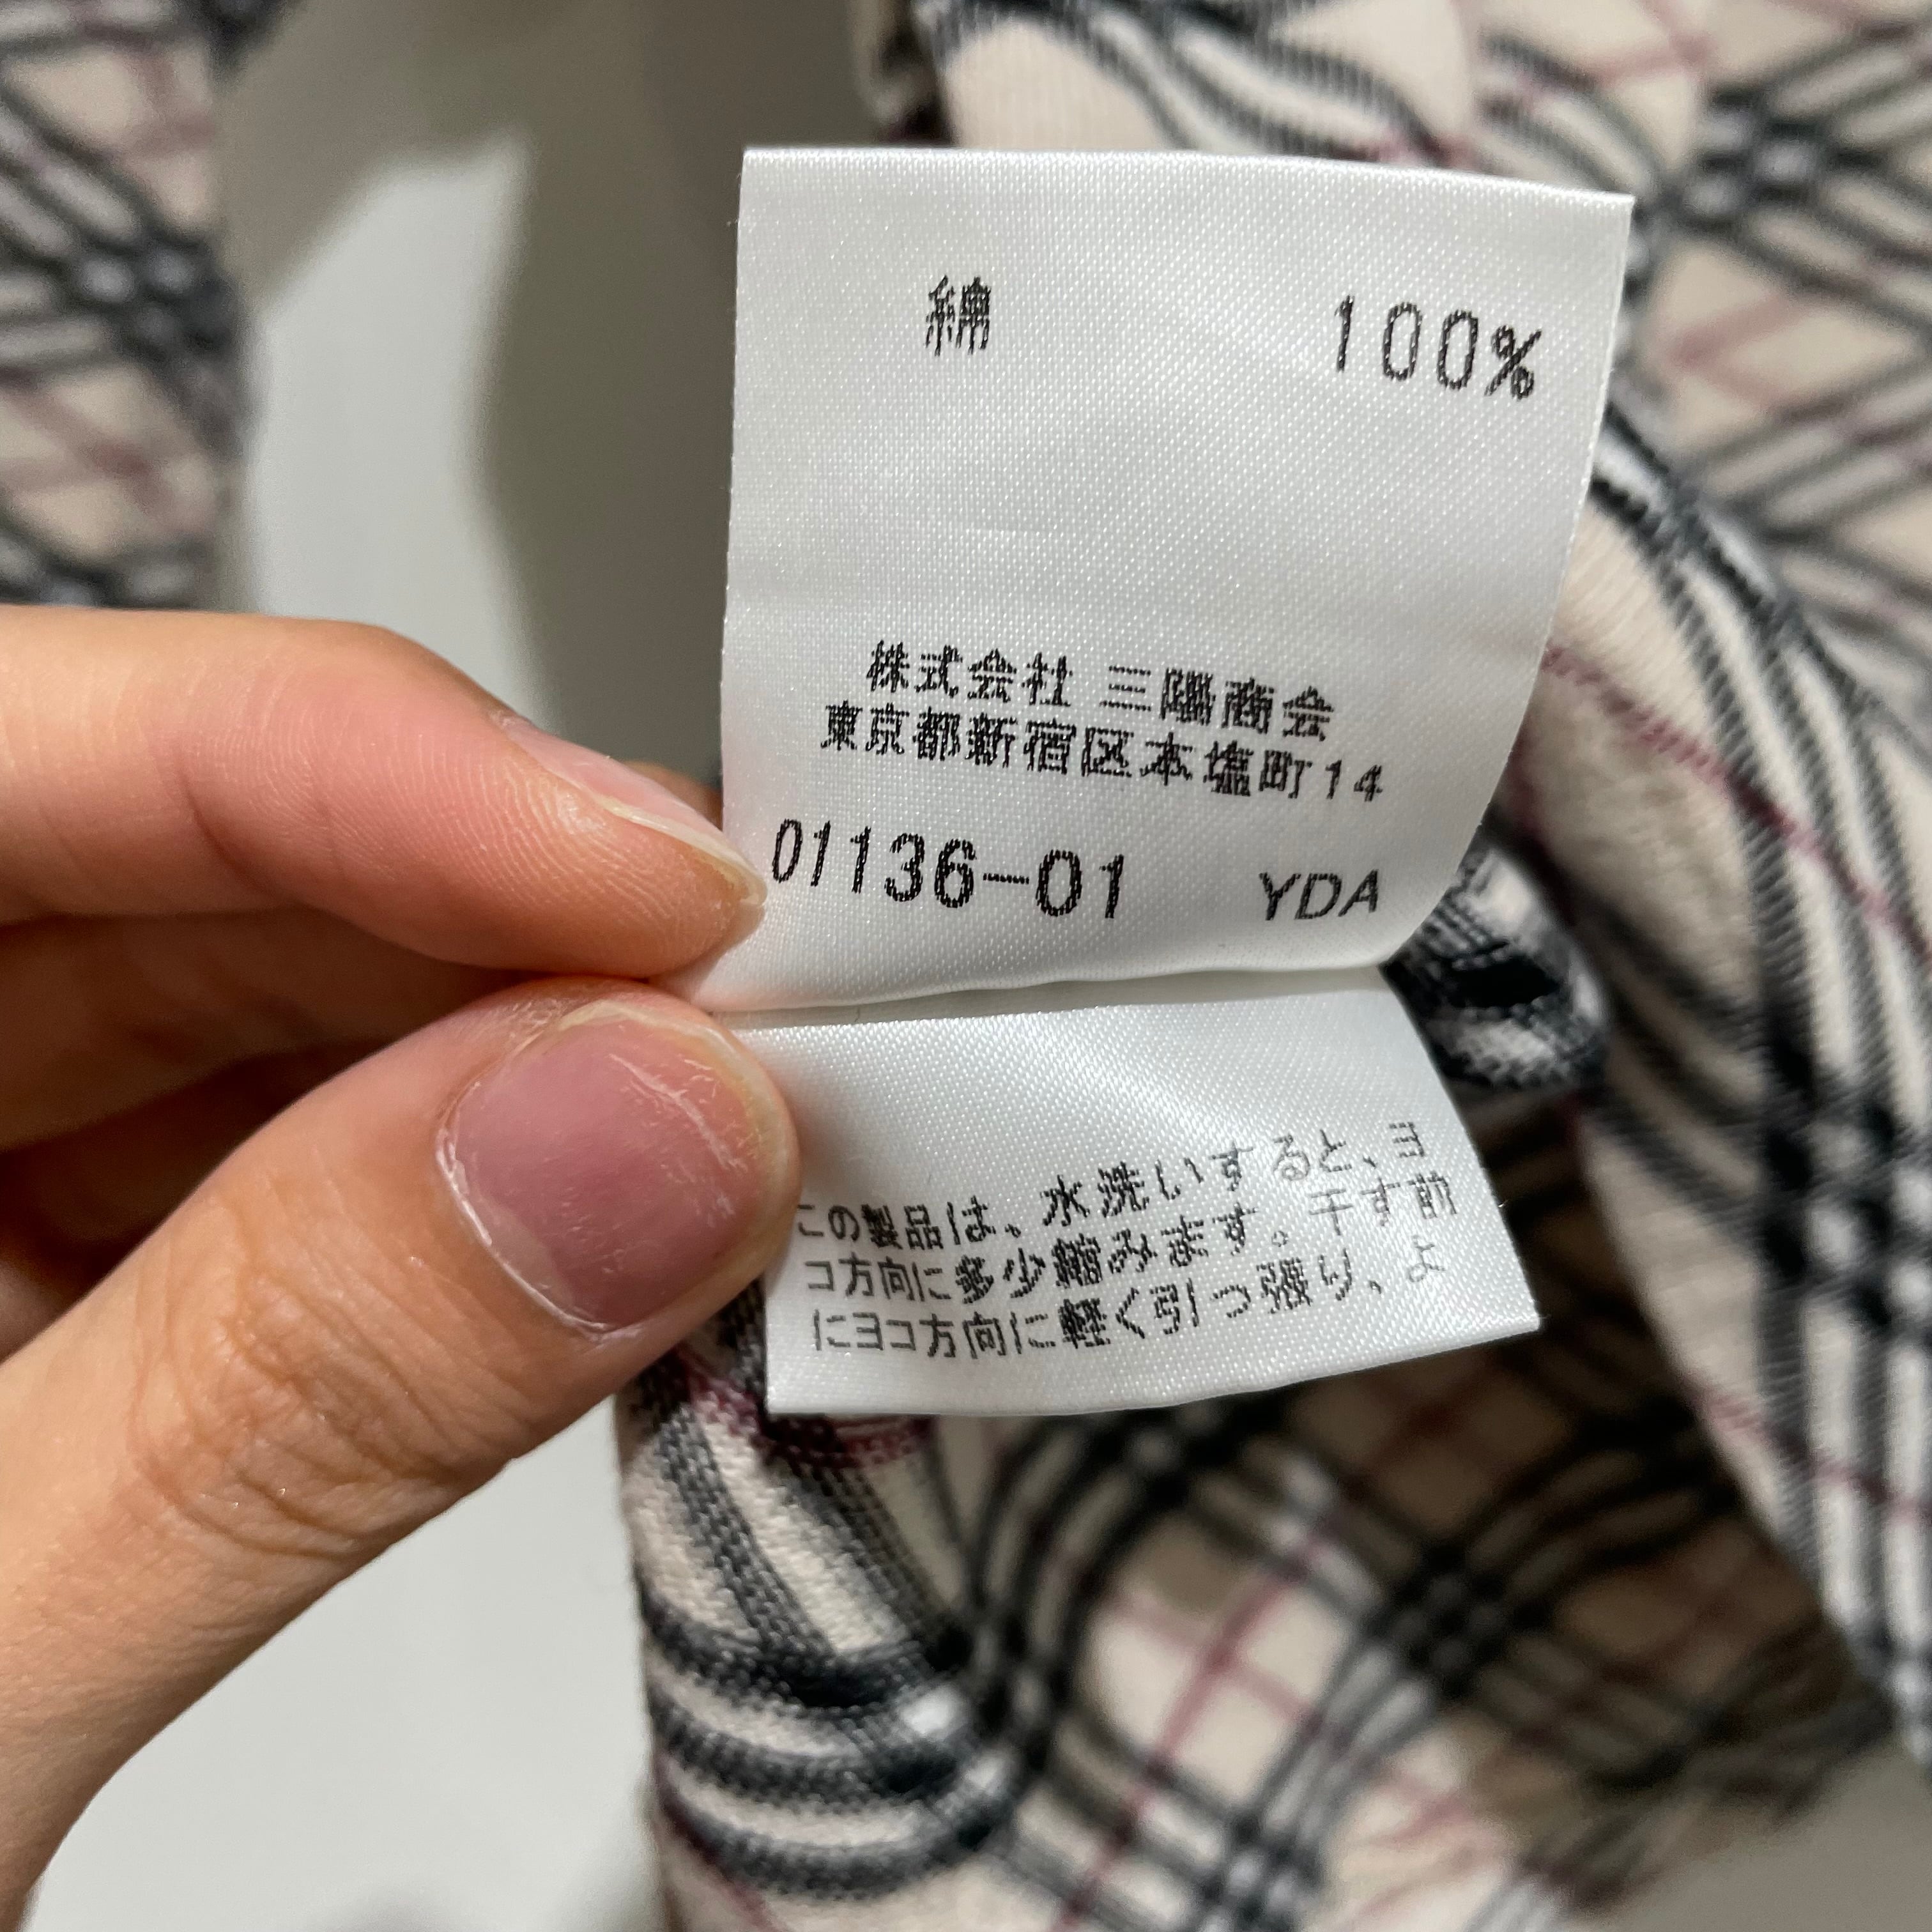 綿 100%
株式会社 三陽商会
東京都新宿区本塩町14
01136-01 YDA
この製品は、水洗いすると、ヨ
コ方向に多少縮みます。干す前
にヨコ方向に軽く引っ張り、よ